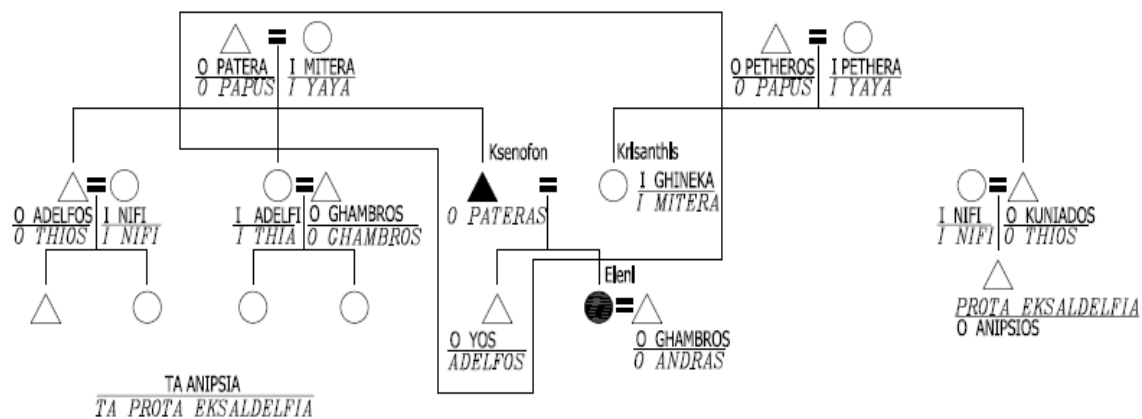 O PATERA I MITERA
O PAPUS I YAYA
O PETHEROS I PETHERA
O PAPUS I YAYA
Ksenofon
Krisanthis
O PATERAS
I GHINEKA
I MITERA
O ADELFOS I NIFI
O THIOS I NIFI
I ADELFI O GHAMBROS
I THIA O GHAMBROS
I NIFI O KUNIADOS
I NIFI O THIOS
Eleni
O YOS
ADELFOS
O GHAMBROS
O ANDRAS
PROTA EKSALDELFIA
O ANIPSIOS
TA ANIPSIA
TA PROTA EKSALDELFIA